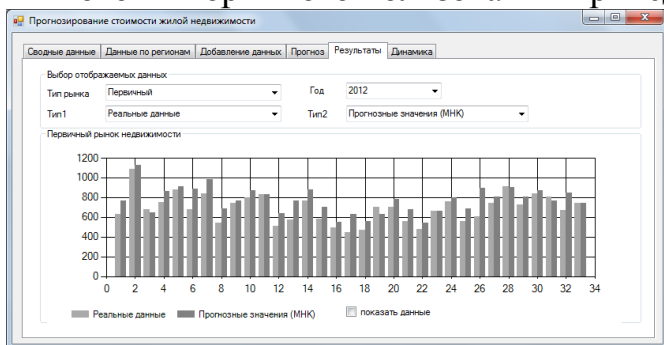 Прогнозирование стоимости жилой недвижимости
Сводные данные Данные по регионам Добавление данных Прогноз Результаты Динамика
Выбор отображаемых данных
Тип рынка Первичный Год 2012
Тип1 Реальные данные Тип2 Прогнозные значения (МНК)
Первичный рынок недвижимости
1200
1000
800
600
400
200
0
0 2 4 6 8 10 12 14 16 18 20 22 24 26 28 30 32 34
Реальные данные Прогнозные значения (МНК) показать данные